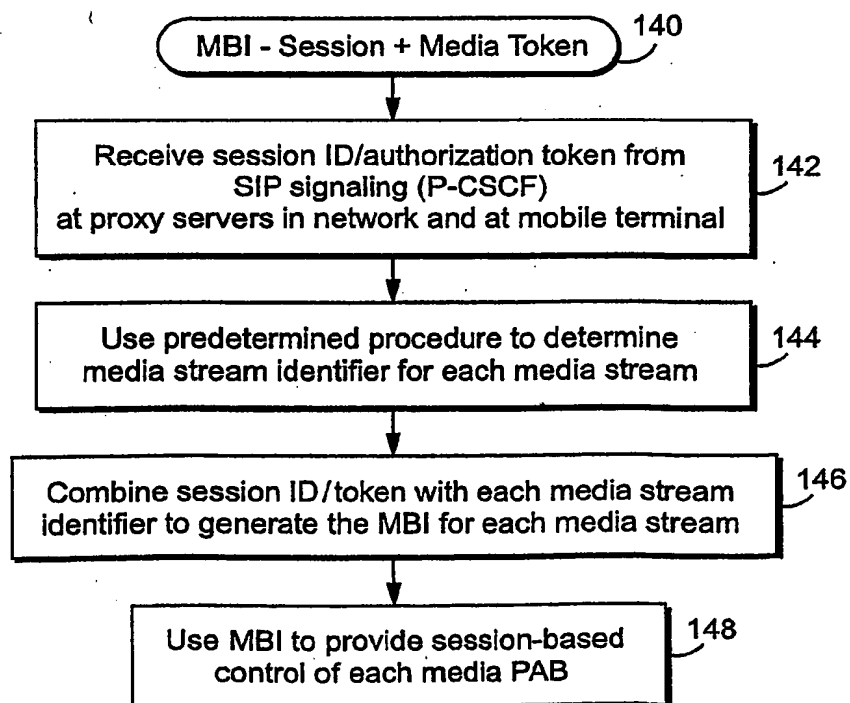 MBI - Session + Media Token
140
Receive session ID/authorization token from
SIP signaling (P-CSCF)
at proxy servers in network and at mobile terminal
142
Use predetermined procedure to determine
media stream identifier for each media stream
144
Combine session ID/token with each media stream
identifier to generate the MBI for each media stream
146
Use MBI to provide session-based
control of each media PAB
148